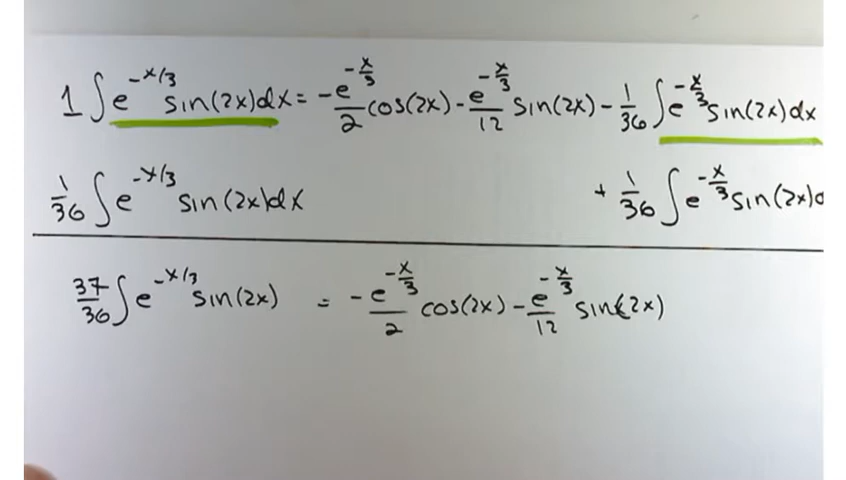 1 ∫ e^{-x/3} sin(2x)dx = - e^{-x/3}/2 cos(2x) - e^{-x/3}/12 sin(2x) - 1/36 ∫ e^{-x/3} sin(2x)dx
1/36 ∫ e^{-x/3} sin(2x)dx + 1/36 ∫ e^{-x/3} sin(2x)d
37/36 ∫ e^{-x/3} sin(2x) = - e^{-x/3}/2 cos(2x) - e^{-x/3}/12 sin(2x)